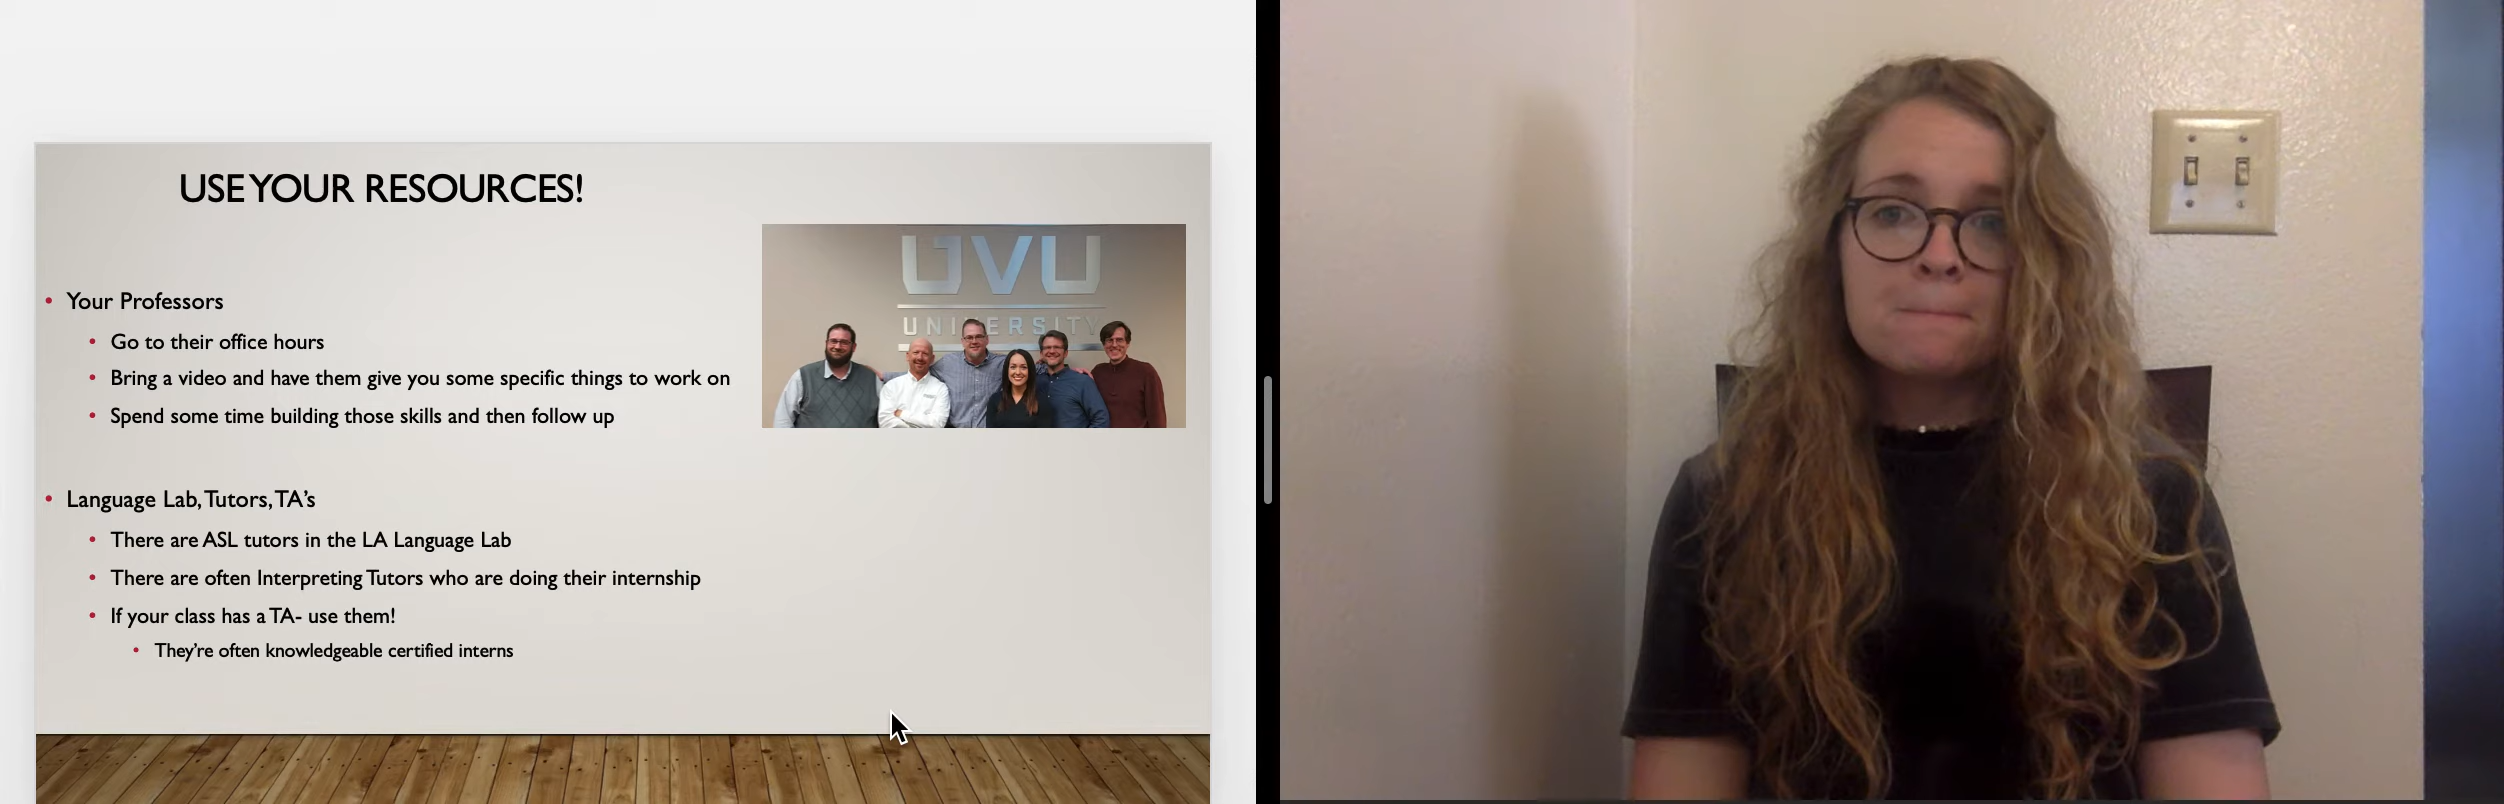 USE YOUR RESOURCES!
UVU
UNIVERSITY
• Your Professors
• Go to their office hours
• Bring a video and have them give you some specific things to work on
• Spend some time building those skills and then follow up
• Language Lab, Tutors, TA's
• There are ASL tutors in the LA Language Lab
• There are often Interpreting Tutors who are doing their internship
• If your class has a TA- use them!
• They're often knowledgeable certified interns